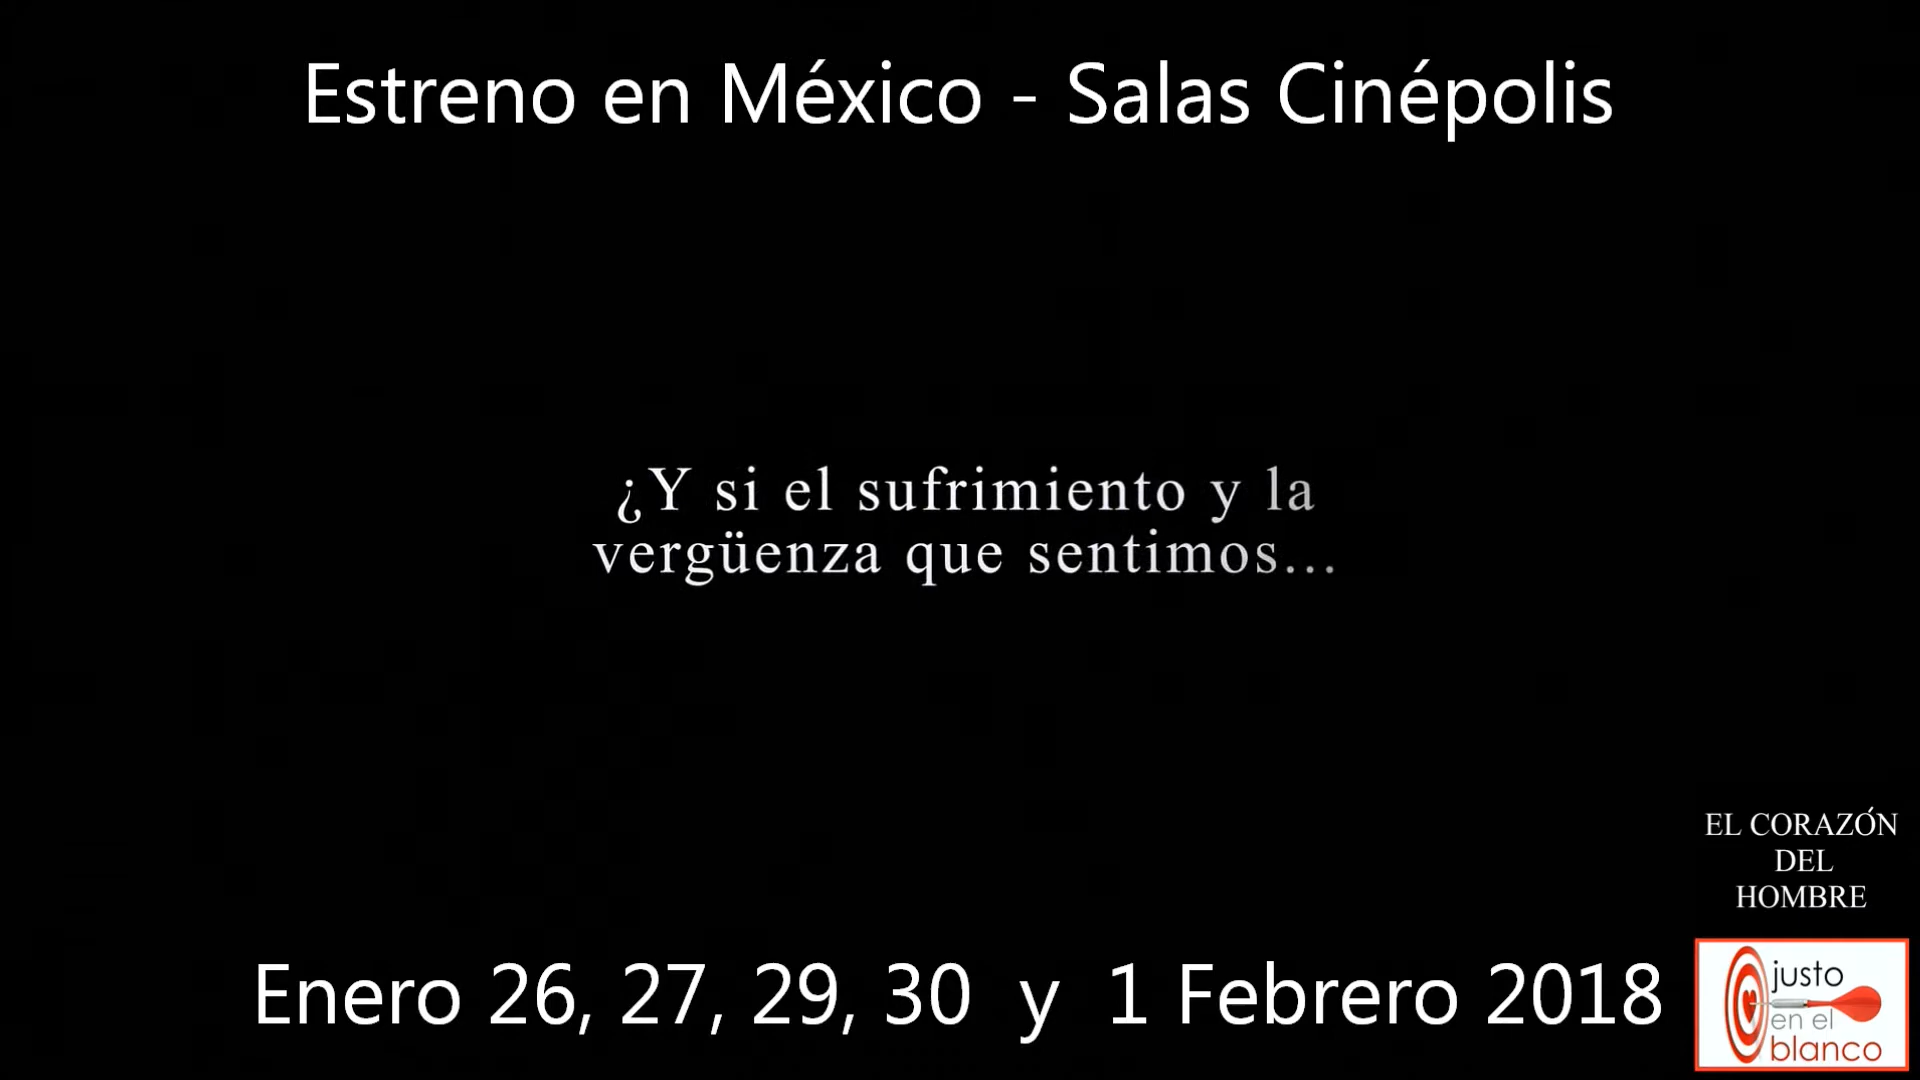 Estreno en México - Salas Cinépolis
¿Y si el sufrimiento y la
vergüenza que sentimos...
EL CORAZÓN
DEL
HOMBRE
Enero 26, 27, 29, 30 y 1 Febrero 2018
justo
en el
blanco